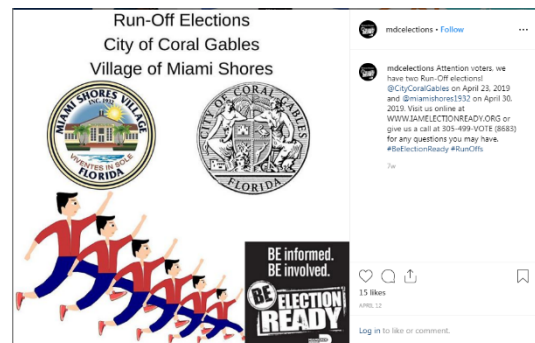 Run-Off Elections
City of Coral Gables
Village of Miami Shores
MIAMI SHORES VILLAGE
INC. 1932
VIVENTES IN SOLE
FLORIDA
CITY OF CORAL GABLES
FLORIDA
BE informed.
BE involved.
BE ELECTION
READY
mdcelections • Follow
mdcelections Attention voters, we
have two Run-Off elections!
@CityCoralGables on April 23, 2019
and @miamishores1932 on April 30,
2019. Visit us online at
WWW.IAMELECTIONREADY.ORG or
give us a call at 305-499-VOTE (8683)
for any questions you may have.
#BeElectionReady #RunOffs
7w
15 likes
APRIL 12
Log in to like or comment.